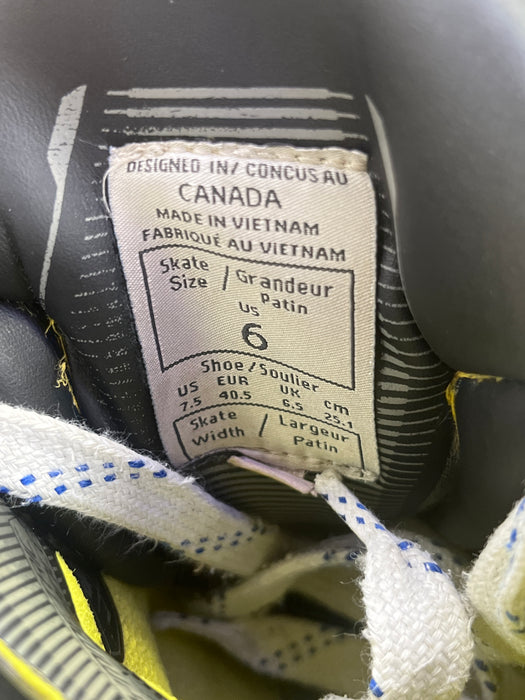 DESIGNED IN/ CONCUS AU
CANADA
MADE IN VIETNAM
FABRIQUÉ AU VIETNAM
Skate Size / Grandeur Patin
US
6
Shoe/Soulier
US EUR UK cm
7.5 40.5 6.5 25.1
Skate Width / Largeur Patin